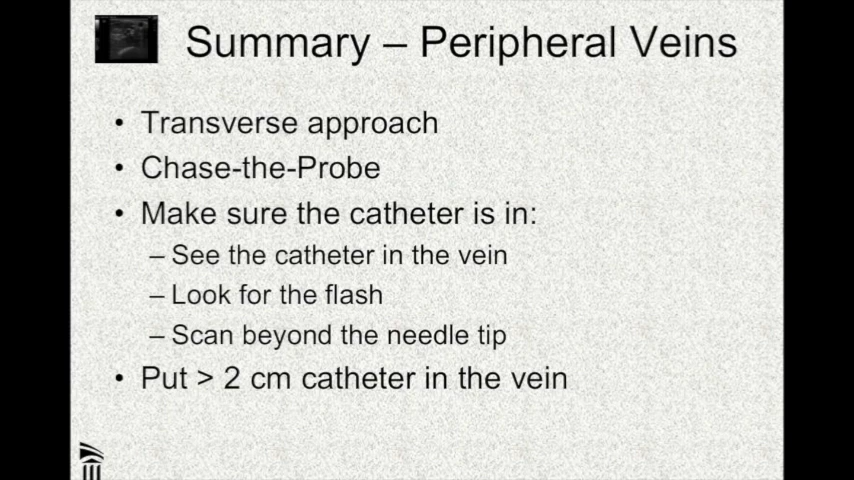 Summary – Peripheral Veins
• Transverse approach
• Chase-the-Probe
• Make sure the catheter is in:
– See the catheter in the vein
– Look for the flash
– Scan beyond the needle tip
• Put > 2 cm catheter in the vein